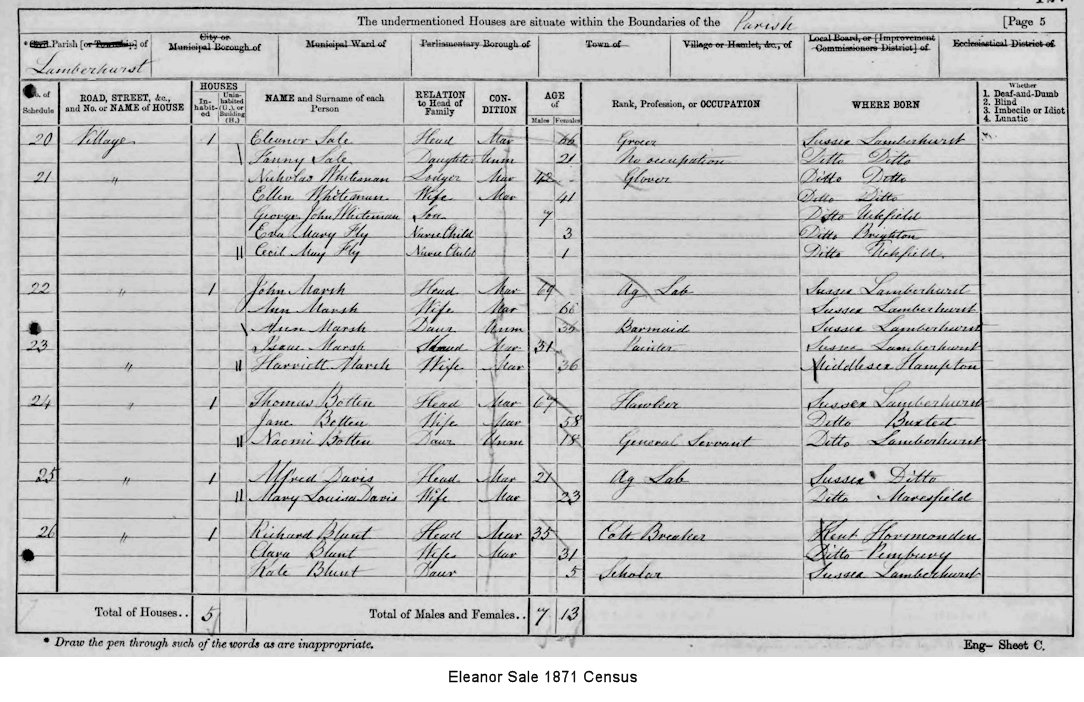 The undermentioned Houses are situate within the Boundaries of the Parish [Page 5
* Civil Parish [or Township] of
Lamberhurst
City or Municipal Borough of
Municipal Ward of
Parliamentary Borough of
Town of
Village or Hamlet, &c., of
Local Board, or [Improvement Commissioners District] of
Ecclesiastical District of
No. of Schedule
ROAD, STREET, &c., and No. or NAME of HOUSE
HOUSES
In-habit-ed
Unin-habited (U.), or Building (B.)
NAME and Surname of each Person
RELATION to Head of Family
CON-DITION
AGE of
Males Females
Rank, Profession, or OCCUPATION
WHERE BORN
Whether
1. Deaf-and-Dumb
2. Blind
3. Imbecile or Idiot
4. Lunatic
20 Village 1 Eleanor Sale Head Mar 66 Grocer Sussex Lamberhurst
Fanny Sale Daughter Unm 21 No occupation Ditto Ditto
21 " Nicholas Whiteman Lodger Mar 42 Glover Ditto Ditto
Ellen Whiteman Wife Mar 41 Ditto Ditto
George John Whiteman Son 7 Ditto Uckfield
Eva Mary Fly Nurse Child 3 Ditto Brighton
Cecil May Fly Nurse Child 1 Ditto Uckfield
22 " 1 John Marsh Head Mar 69 Ag Lab Sussex Lamberhurst
Ann Marsh Wife Mar 66 Sussex Lamberhurst
Ann Marsh Daur Unm 35 Barmaid Sussex Lamberhurst
23 Isaac Marsh Mar 31 Painter Sussex Lamberhurst
" Harriett Marsh Wife Mar 36 Middlesex Hampton
24 " 1 Thomas Botten Head Mar 67 Hawker Sussex Lamberhurst
Jane Botten Wife Mar 58 Ditto Buxted
Naomi Botten Daur Unm 18 General Servant Ditto Lamberhurst
25 " 1 Alfred Davis Head Mar 21 Ag Lab Sussex Ditto
Mary Louisa Davis Wife Mar 23 Ditto Maresfield
26 " 1 Richard Blunt Head Mar 35 Colt Breaker Kent Horsmonden
Clara Blunt Wife Mar 31 Ditto Pembury
Kate Blunt Daur 5 Scholar Sussex Lamberhurst
Total of Houses.. 5 Total of Males and Females.. 7 13
* Draw the pen through such of the words as are inappropriate.
Eng- Sheet C.
Eleanor Sale 1871 Census